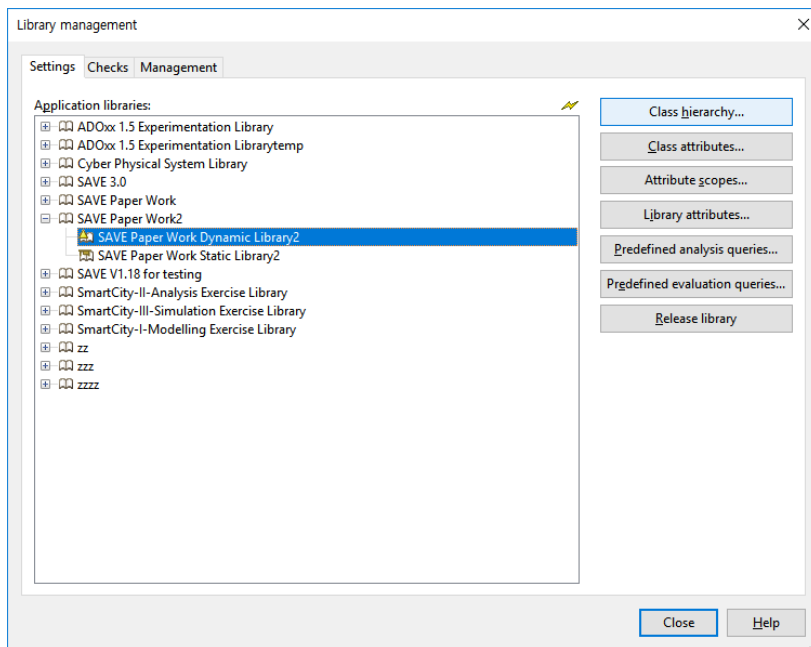 Library management
Settings Checks Management
Application libraries:
ADOxx 1.5 Experimentation Library
ADOxx 1.5 Experimentation Librarytemp
Cyber Physical System Library
SAVE 3.0
SAVE Paper Work
SAVE Paper Work2
SAVE Paper Work Dynamic Library2
SAVE Paper Work Static Library2
SAVE V1.18 for testing
SmartCity-II-Analysis Exercise Library
SmartCity-III-Simulation Exercise Library
SmartCity-I-Modelling Exercise Library
zz
zzz
zzzz
Class hierarchy...
Class attributes...
Attribute scopes...
Library attributes...
Predefined analysis queries...
Predefined evaluation queries...
Release library
Close Help